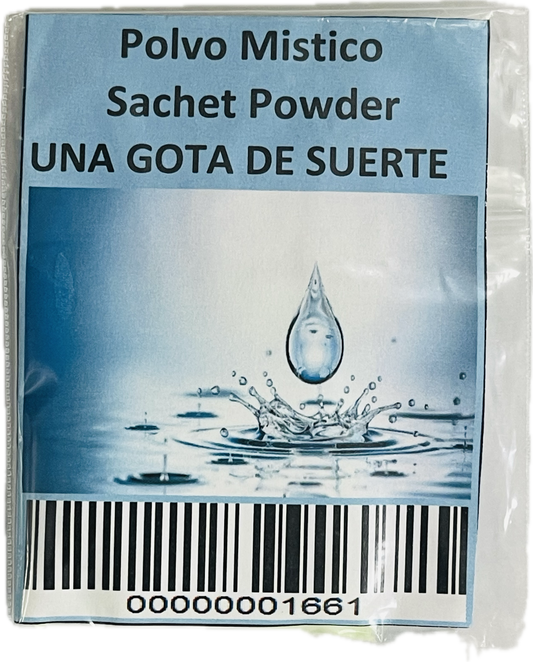 Polvo Mistico
Sachet Powder
UNA GOTA DE SUERTE
00000001661